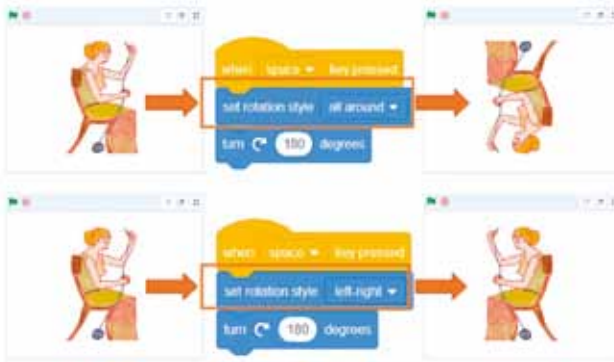 when space key pressed
set rotation style all around
turn 180 degrees
when space key pressed
set rotation style left-right
turn 180 degrees